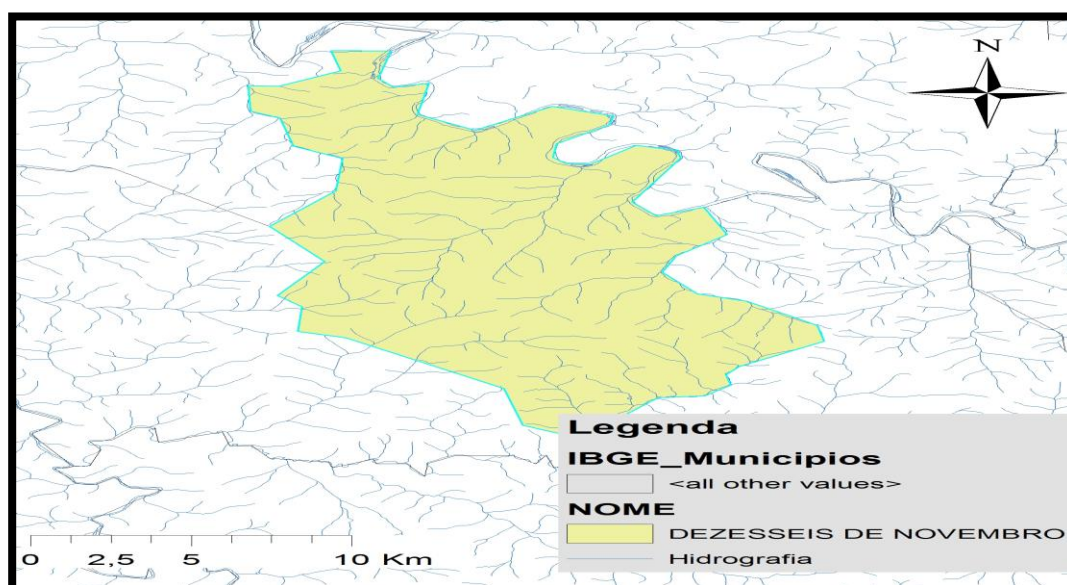 N
Legenda
IBGE_Municipios
<all other values>
NOME
DEZESSEIS DE NOVEMBRO
Hidrografia
0 2,5 5 10 Km